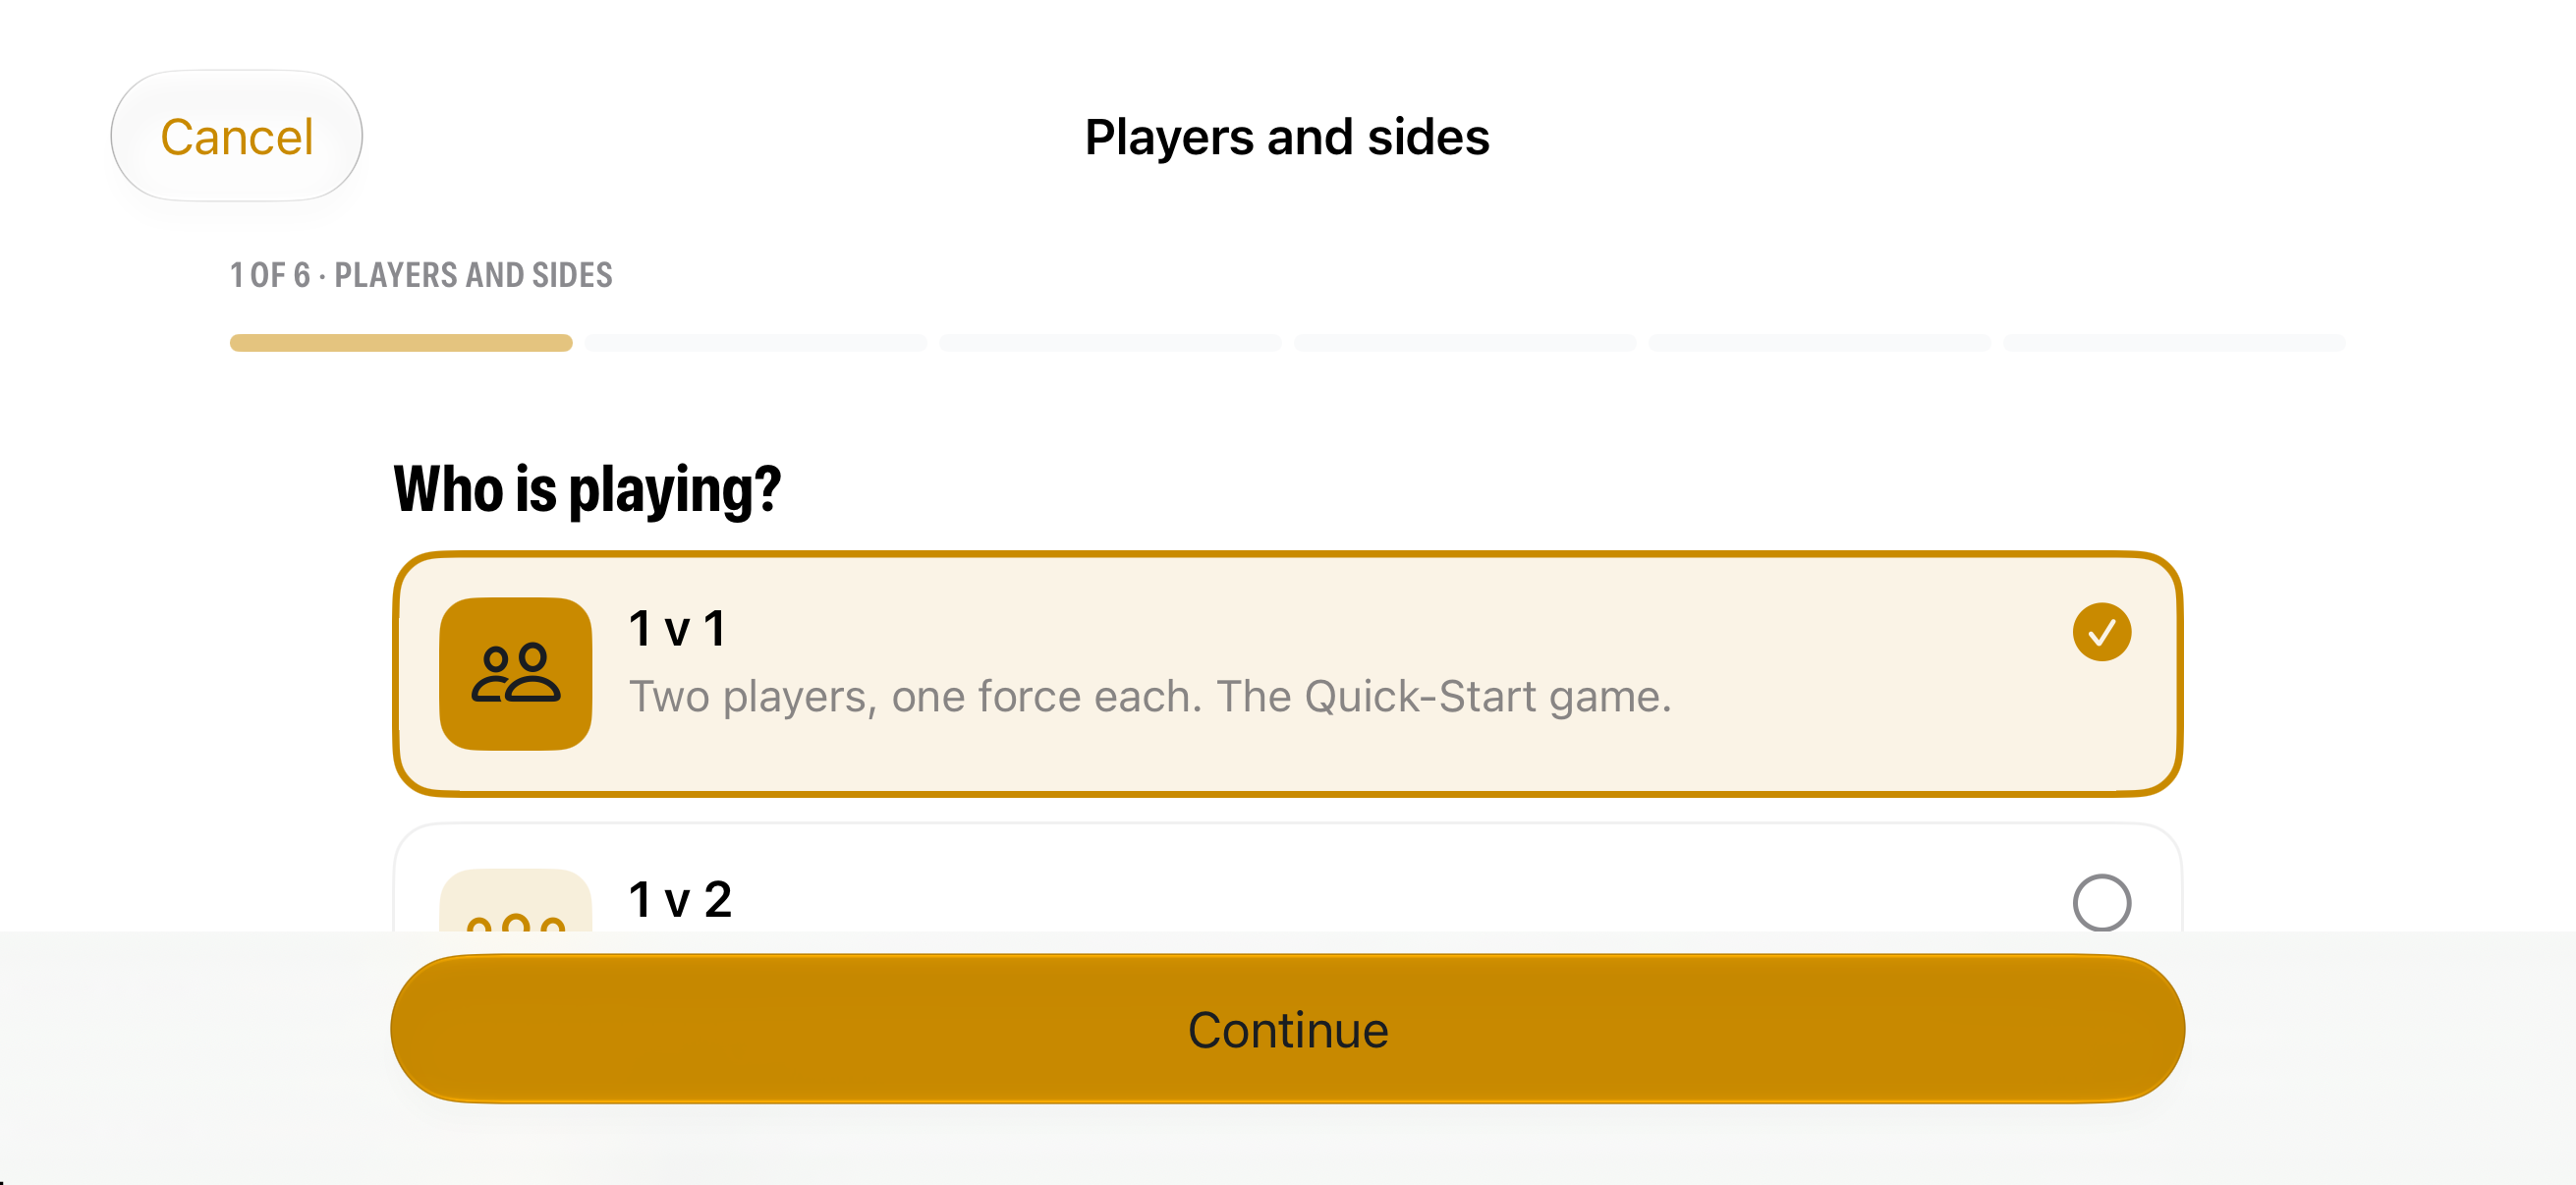 Cancel
Players and sides
1 OF 6 · PLAYERS AND SIDES
Who is playing?
1 v 1
Two players, one force each. The Quick-Start game.
1 v 2
Continue